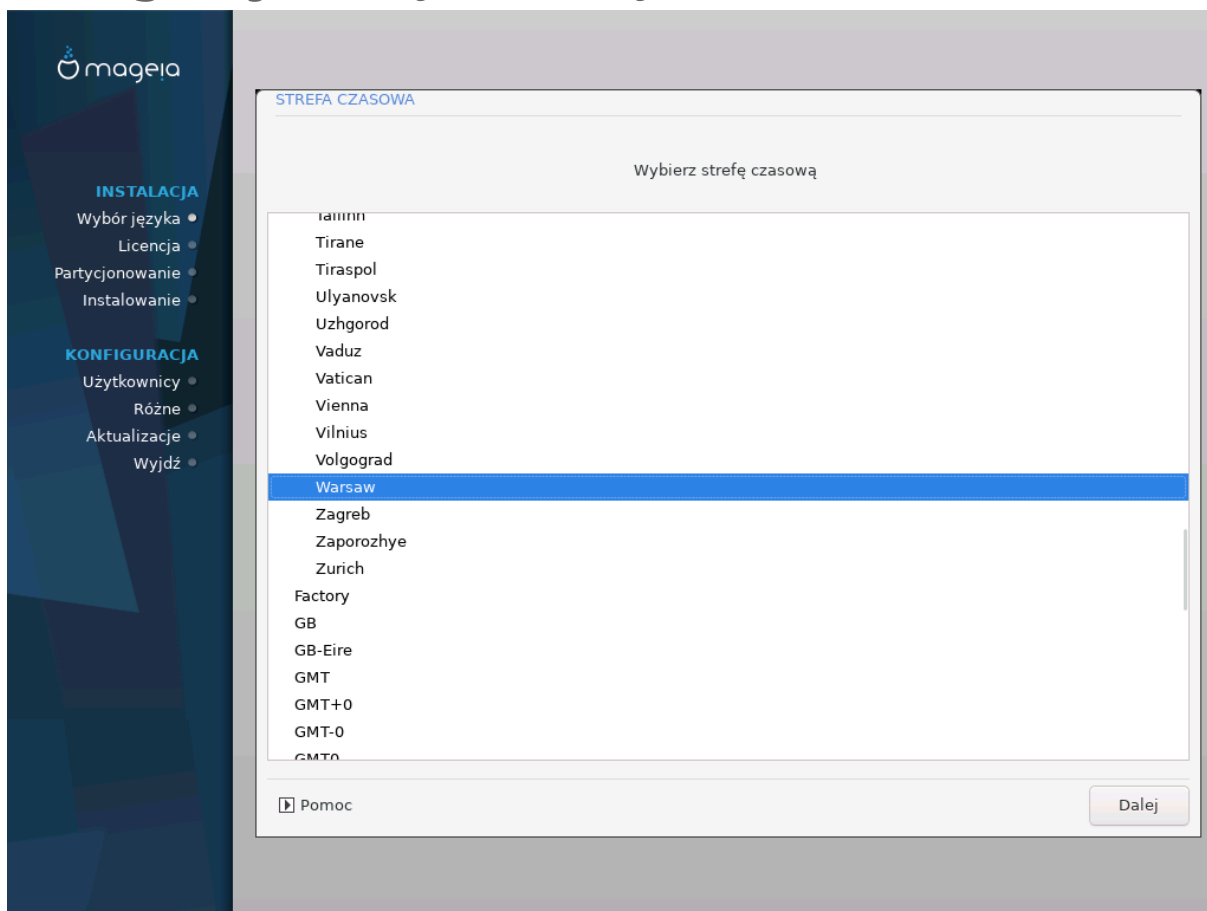 mageia
INSTALACJA
Wybór języka
Licencja
Partycjonowanie
Instalowanie
KONFIGURACJA
Użytkownicy
Różne
Aktualizacje
Wyjdź
STREFA CZASOWA
Wybierz strefę czasową
Tallinn
Tirane
Tiraspol
Ulyanovsk
Uzhgorod
Vaduz
Vatican
Vienna
Vilnius
Volgograd
Warsaw
Zagreb
Zaporozhye
Zurich
Factory
GB
GB-Eire
GMT
GMT+0
GMT-0
GMT0
Pomoc
Dalej